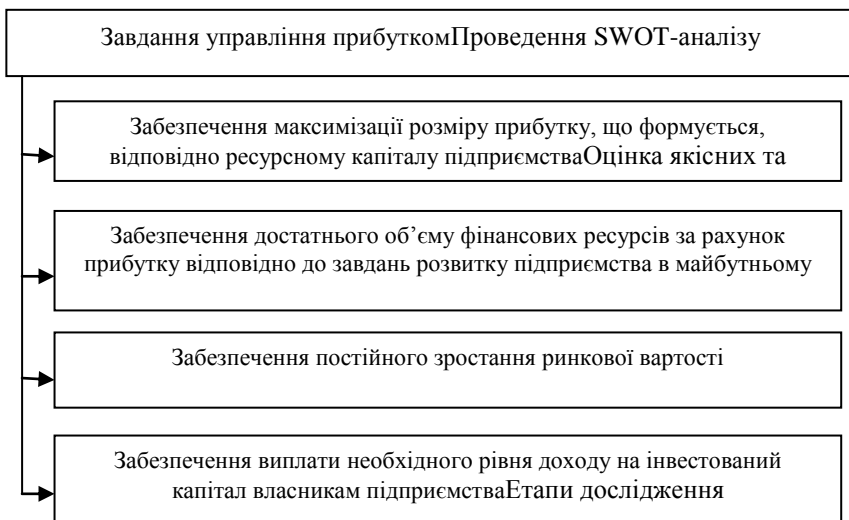 Завдання управління прибуткомПроведення SWOT-аналізу
Забезпечення максимізації розміру прибутку, що формується,
відповідно ресурсному капіталу підприємстваОцінка якісних та
Забезпечення достатнього об’єму фінансових ресурсів за рахунок
прибутку відповідно до завдань розвитку підприємства в майбутньому
Забезпечення постійного зростання ринкової вартості
Забезпечення виплати необхідного рівня доходу на інвестований
капітал власникам підприємстваЕтапи дослідження